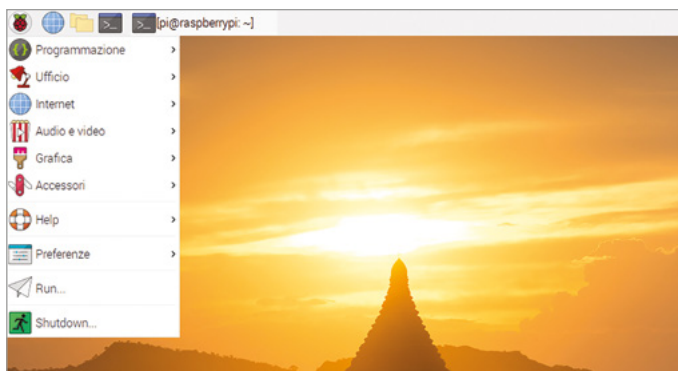 [pi@raspberrypi: ~]
Programmazione
Ufficio
Internet
Audio e video
Grafica
Accessori
Help
Preferenze
Run...
Shutdown...